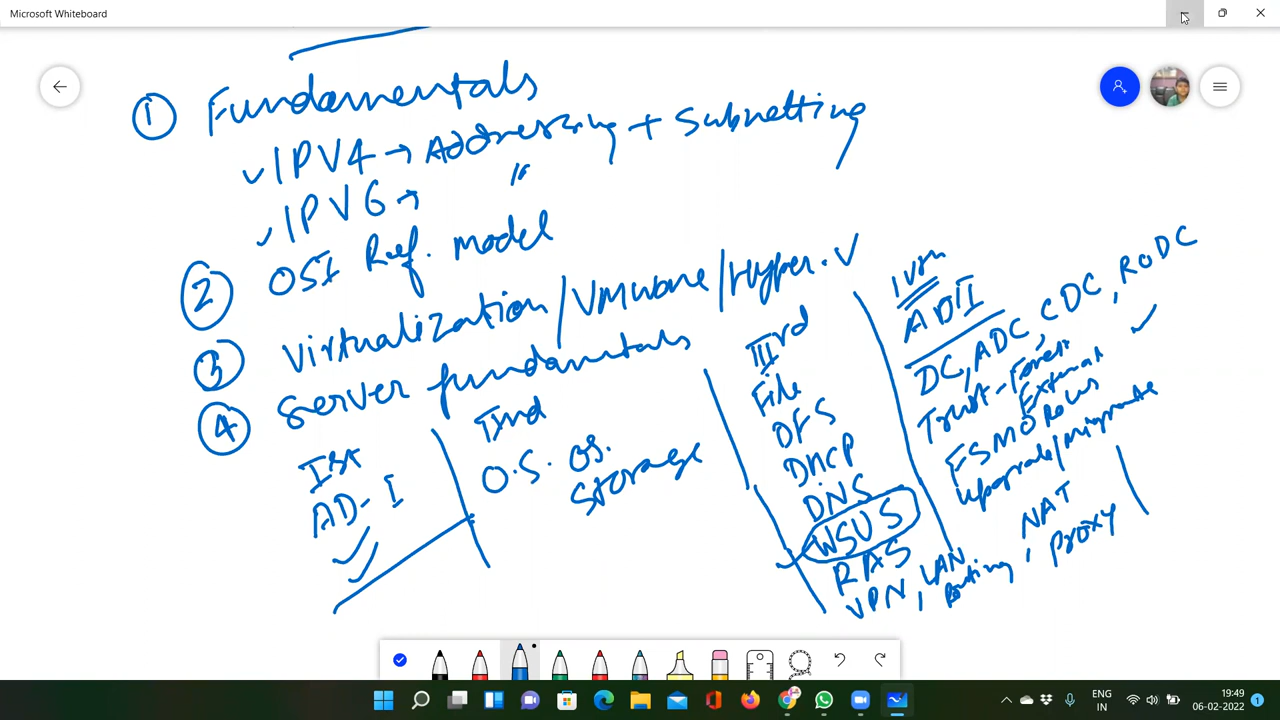 Microsoft Whiteboard
① Fundamentals
IPV4 → Addressing + Subnetting
IPV6 → "
② OSI Ref. model
③ Virtualization/VMware/Hyper.V
④ Server fundamentals
Ist
AD-I
IInd
O.S. OS.
Storage
IIIrd
File
DFS
DHCP
DNS
WSUS
RAS
VPN, LAN Routing, NAT Proxy
IVth
ADII
DC, ADC, CDC, RODC
Trust-Forest
External
FSMO Roles
Upgrade/Migrate
ENG
IN
19:49
06-02-2022